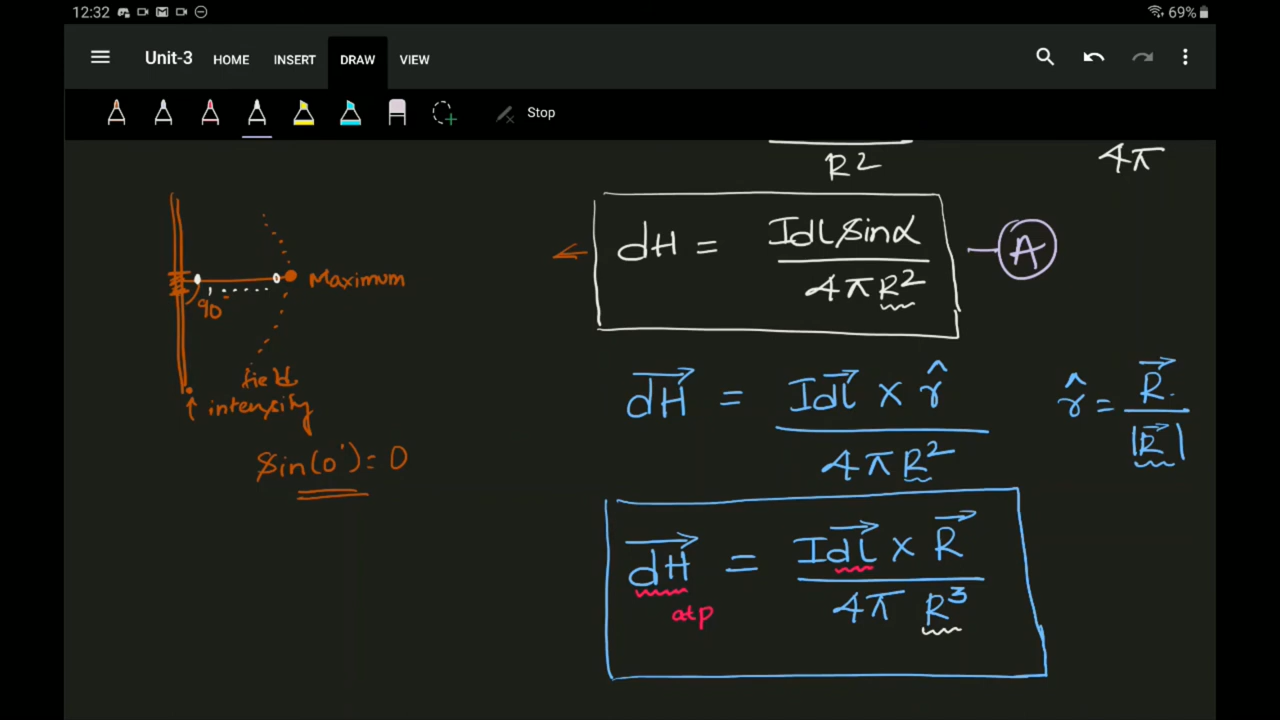 12:32 69%
Unit-3 HOME INSERT DRAW VIEW
Stop
R² 4π
dH = Idl sinα / 4πR² — A
90° Maximum
field
intensity
sin(0°) = 0
dH⃗ = Idl⃗ × r̂ / 4πR² r̂ = R⃗ / |R⃗|
dH⃗ = Idl⃗ × R⃗ / 4π R³
at p